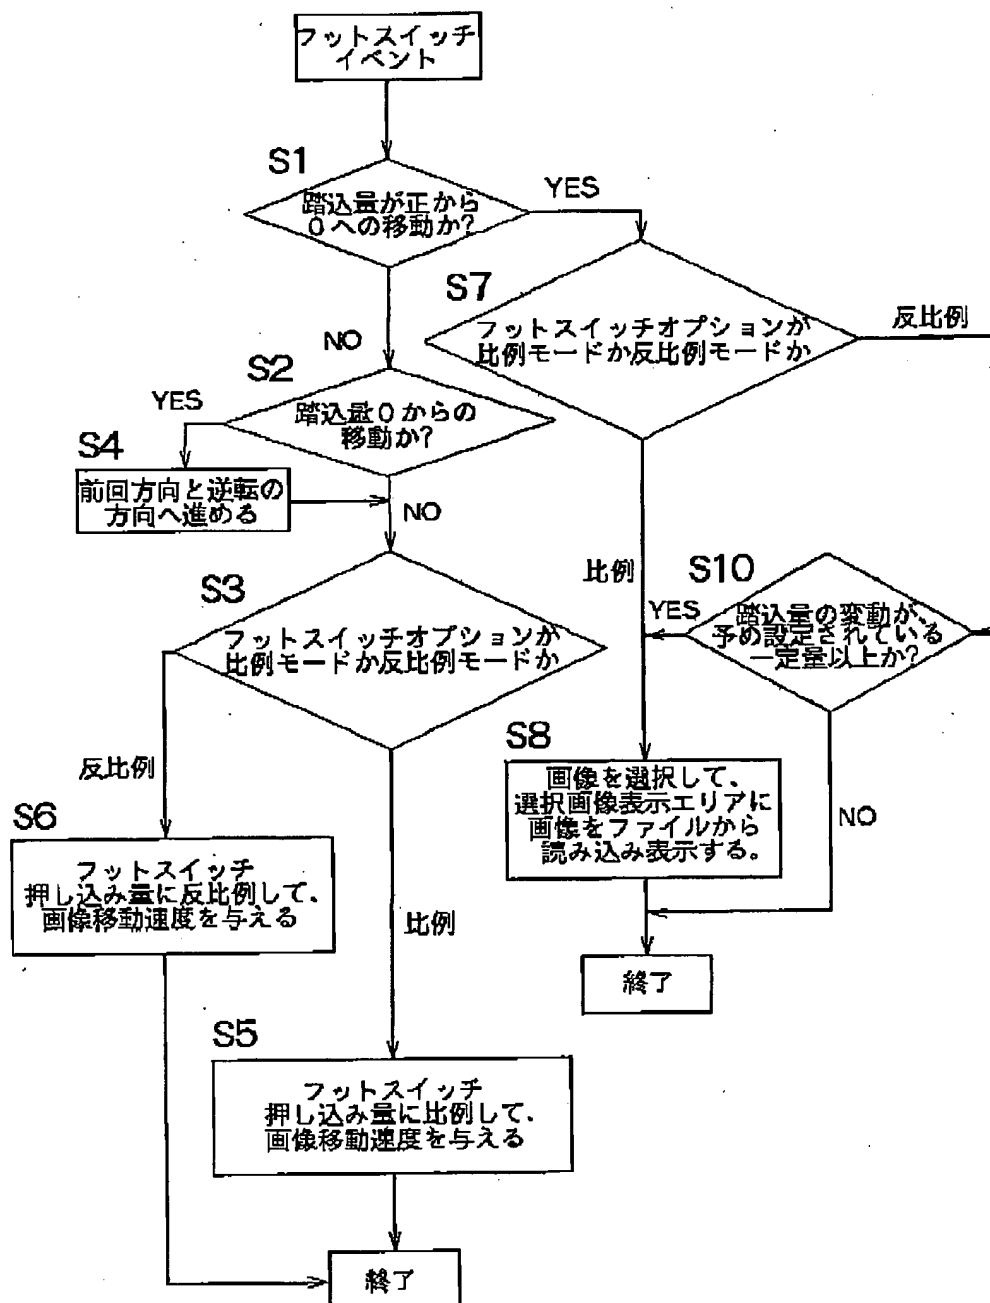 フットスイッチ
イベント
S1
踏込量が正から
0への移動か?
YES
NO
S7
フットスイッチオプションが
比例モードか反比例モードか
反比例
S2
踏込量0からの
移動か?
YES
S4
前回方向と逆転の
方向へ進める
NO
S3
フットスイッチオプションが
比例モードか反比例モードか
比例
S10
踏込量の変動が、
予め設定されている
一定量以上か?
YES
NO
S8
画像を選択して、
選択画像表示エリアに
画像をファイルから
読み込み表示する。
終了
反比例
S6
フットスイッチ
押し込み量に反比例して、
画像移動速度を与える
比例
S5
フットスイッチ
押し込み量に比例して、
画像移動速度を与える
終了